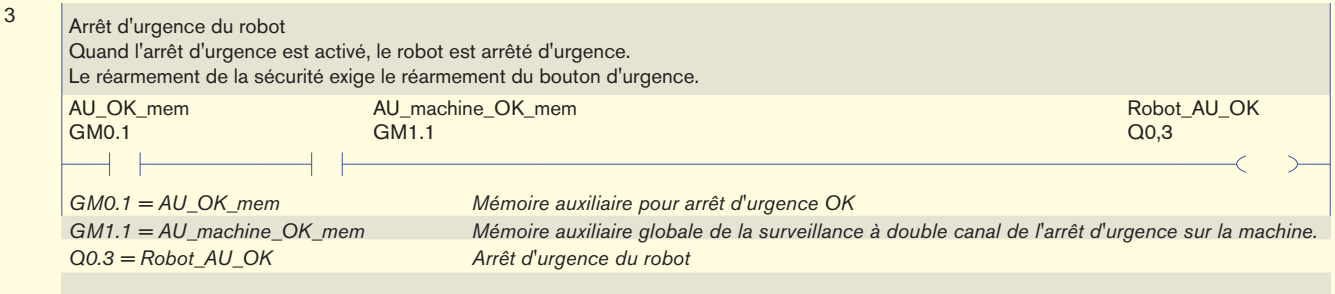 3
Arrêt d'urgence du robot
Quand l'arrêt d'urgence est activé, le robot est arrêté d'urgence.
Le réarmement de la sécurité exige le réarmement du bouton d'urgence.
AU_OK_mem AU_machine_OK_mem Robot_AU_OK
GM0.1 GM1.1 Q0,3
GM0.1 = AU_OK_mem Mémoire auxiliaire pour arrêt d'urgence OK
GM1.1 = AU_machine_OK_mem Mémoire auxiliaire globale de la surveillance à double canal de l'arrêt d'urgence sur la machine.
Q0.3 = Robot_AU_OK Arrêt d'urgence du robot